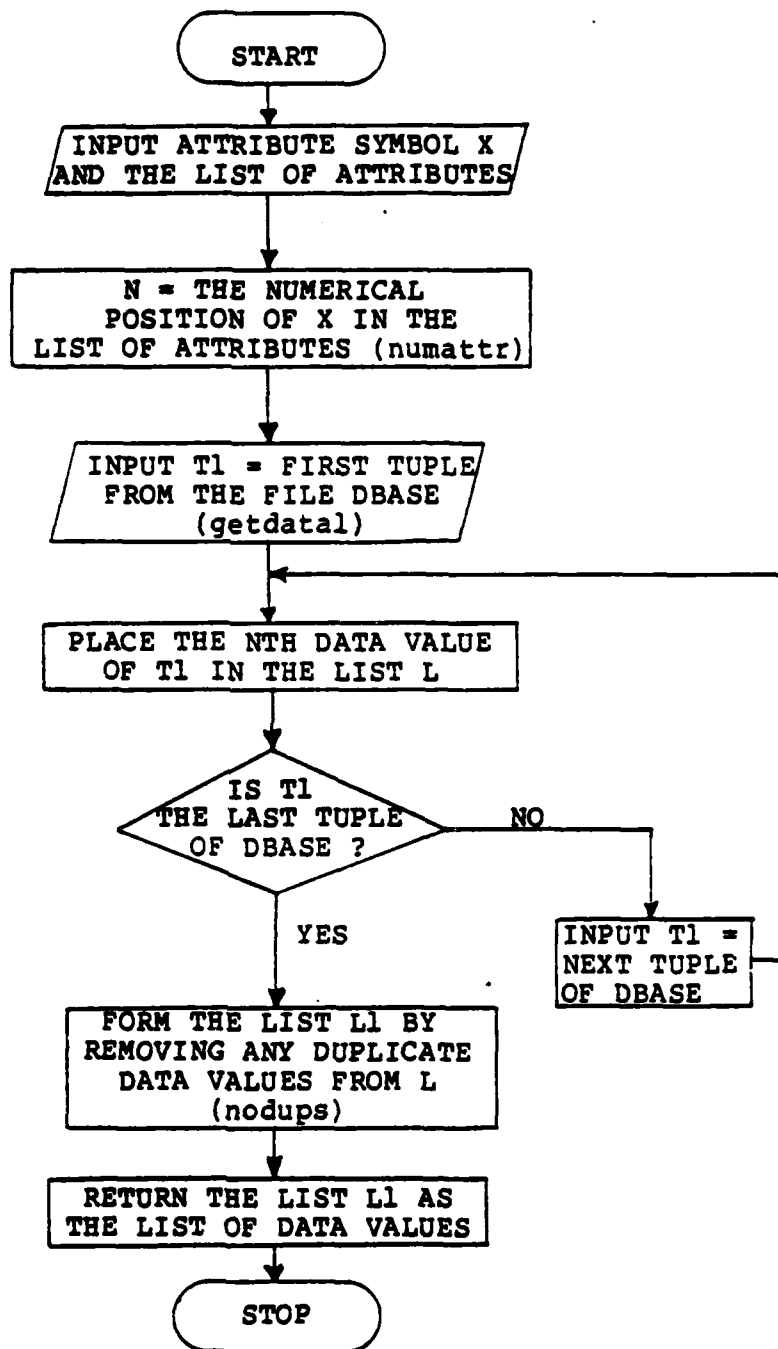 START
INPUT ATTRIBUTE SYMBOL X
AND THE LIST OF ATTRIBUTES
N = THE NUMERICAL
POSITION OF X IN THE
LIST OF ATTRIBUTES (numattr)
INPUT T1 = FIRST TUPLE
FROM THE FILE DBASE
(getdata1)
PLACE THE NTH DATA VALUE
OF T1 IN THE LIST L
IS T1
THE LAST TUPLE
OF DBASE ?
NO
YES
INPUT T1 =
NEXT TUPLE
OF DBASE
FORM THE LIST L1 BY
REMOVING ANY DUPLICATE
DATA VALUES FROM L
(nodups)
RETURN THE LIST L1 AS
THE LIST OF DATA VALUES
STOP